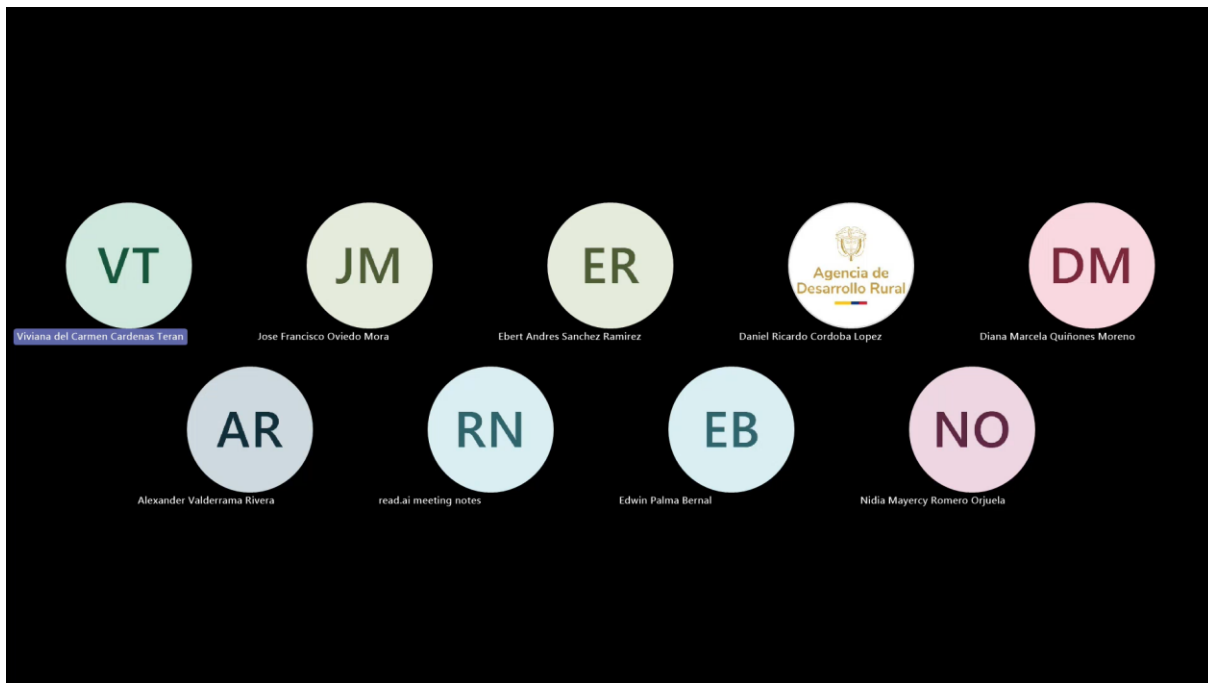 VT
JM
ER
Agencia de
Desarrollo Rural
DM
Viviana del Carmen Cardenas Teran
Jose Francisco Oviedo Mora
Ebert Andres Sanchez Ramirez
Daniel Ricardo Cordoba Lopez
Diana Marcela Quiñones Moreno
AR
RN
EB
NO
Alexander Valderrama Rivera
read.ai meeting notes
Edwin Palma Bernal
Nidia Mayercy Romero Orjuela